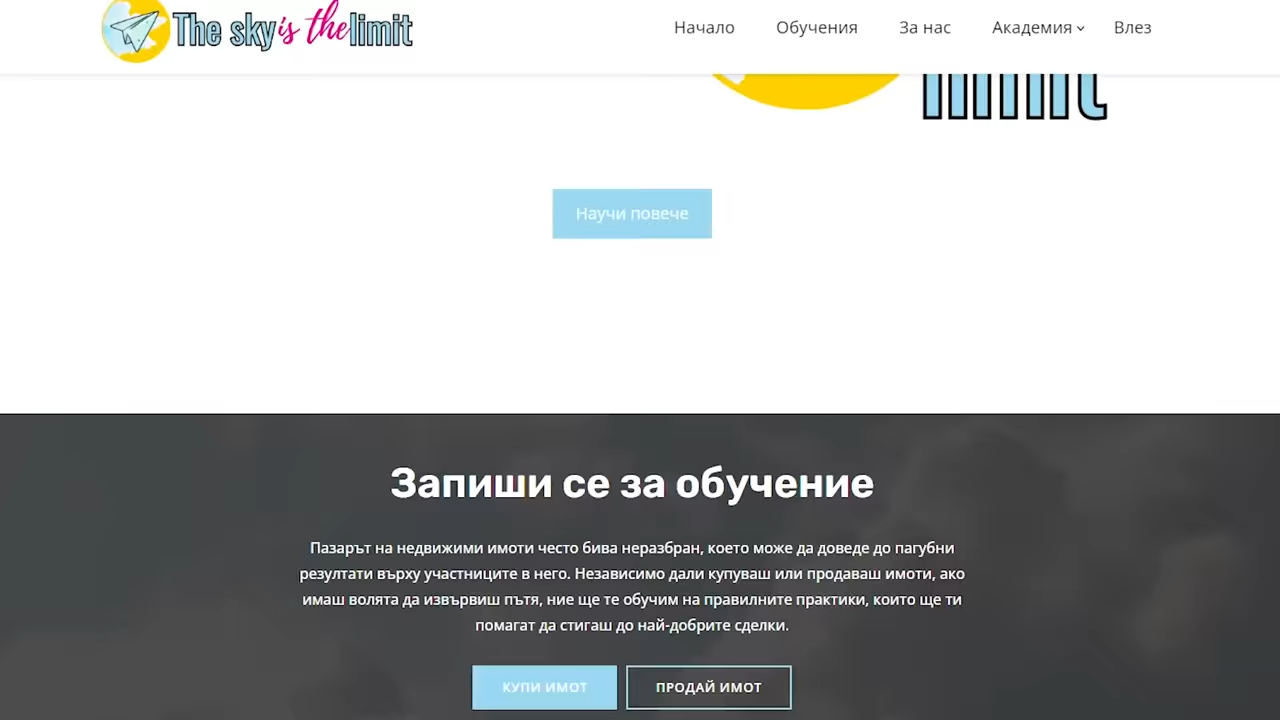 The sky is the limit
Начало Обучения За нас Академия Влез
limit
Научи повече
Запиши се за обучение
Пазарът на недвижими имоти често бива неразбран, което може да доведе до пагубни
резултати върху участниците в него. Независимо дали купуваш или продаваш имоти, ако
имаш волята да извървиш пътя, ние ще те обучим на правилните практики, които ще ти
помагат да стигаш до най-добрите сделки.
КУПИ ИМОТ ПРОДАЙ ИМОТ